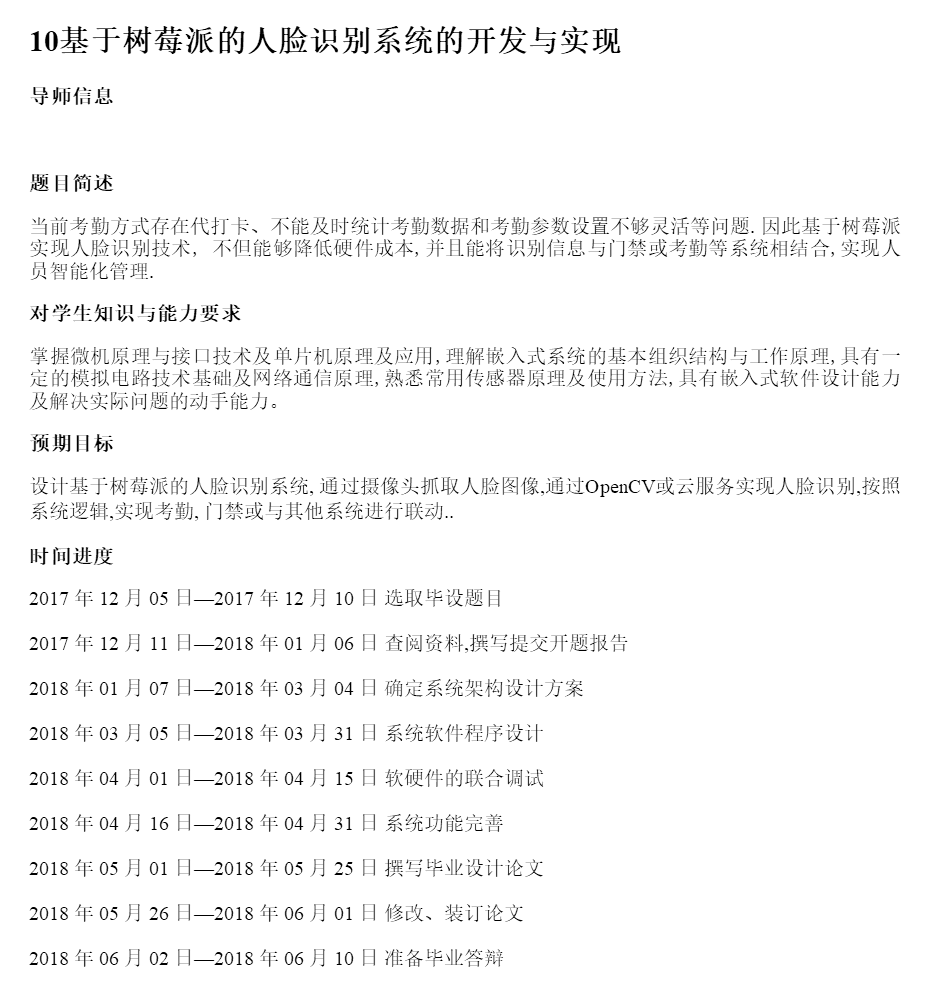 10基于树莓派的人脸识别系统的开发与实现
导师信息
题目简述
当前考勤方式存在代打卡、不能及时统计考勤数据和考勤参数设置不够灵活等问题. 因此基于树莓派
实现人脸识别技术, 不但能够降低硬件成本, 并且能将识别信息与门禁或考勤等系统相结合, 实现人
员智能化管理.
对学生知识与能力要求
掌握微机原理与接口技术及单片机原理及应用, 理解嵌入式系统的基本组织结构与工作原理, 具有一
定的模拟电路技术基础及网络通信原理, 熟悉常用传感器原理及使用方法, 具有嵌入式软件设计能力
及解决实际问题的动手能力。
预期目标
设计基于树莓派的人脸识别系统, 通过摄像头抓取人脸图像,通过OpenCV或云服务实现人脸识别,按照
系统逻辑,实现考勤, 门禁或与其他系统进行联动..
时间进度
2017 年 12 月 05 日—2017 年 12 月 10 日 选取毕设题目
2017 年 12 月 11 日—2018 年 01 月 06 日 查阅资料,撰写提交开题报告
2018 年 01 月 07 日—2018 年 03 月 04 日 确定系统架构设计方案
2018 年 03 月 05 日—2018 年 03 月 31 日 系统软件程序设计
2018 年 04 月 01 日—2018 年 04 月 15 日 软硬件的联合调试
2018 年 04 月 16 日—2018 年 04 月 31 日 系统功能完善
2018 年 05 月 01 日—2018 年 05 月 25 日 撰写毕业设计论文
2018 年 05 月 26 日—2018 年 06 月 01 日 修改、装订论文
2018 年 06 月 02 日—2018 年 06 月 10 日 准备毕业答辩